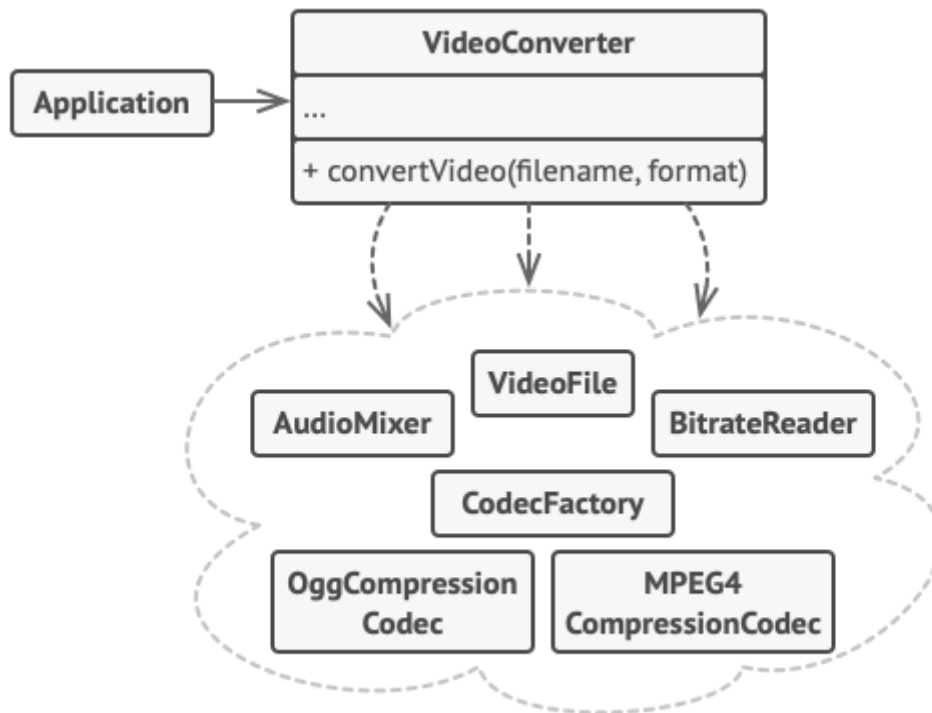 VideoConverter
Application
...
+ convertVideo(filename, format)
VideoFile
AudioMixer
BitrateReader
CodecFactory
OggCompression
Codec
MPEG4
CompressionCodec